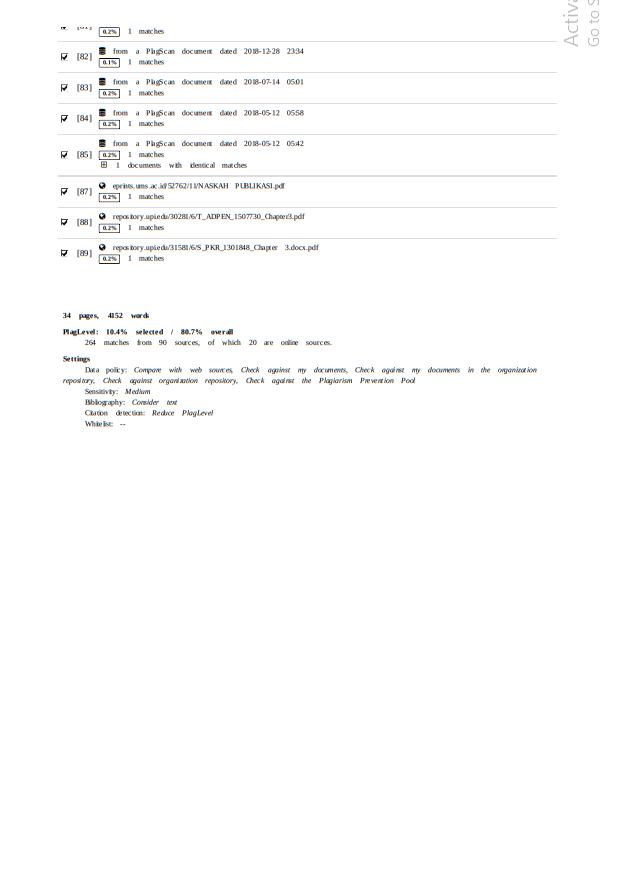 0.2% 1 matches
[82] from a PlagScan document dated 2018-12-28 23:34
0.1% 1 matches
[83] from a PlagScan document dated 2018-07-14 05:01
0.2% 1 matches
[84] from a PlagScan document dated 2018-05-12 05:58
0.2% 1 matches
[85] from a PlagScan document dated 2018-05-12 05:42
0.2% 1 matches
1 documents with identical matches
[87] eprints.ums.ac.id/52762/11/NASKAH PUBLIKASI.pdf
0.2% 1 matches
[88] repository.upi.edu/30281/6/T_ADPEN_1507730_Chapter3.pdf
0.2% 1 matches
[89] repository.upi.edu/31581/6/S_PKR_1301848_Chapter 3.docx.pdf
0.2% 1 matches
34 pages, 4152 words
PlagLevel: 10.4% selected / 80.7% overall
264 matches from 90 sources, of which 20 are online sources.
Settings
Data policy: Compare with web sources, Check against my documents, Check against my documents in the organization
repository, Check against organization repository, Check against the Plagiarism Prevention Pool
Sensitivity: Medium
Bibliography: Consider text
Citation detection: Reduce PlagLevel
Whitelist: --
Activa
Go to S